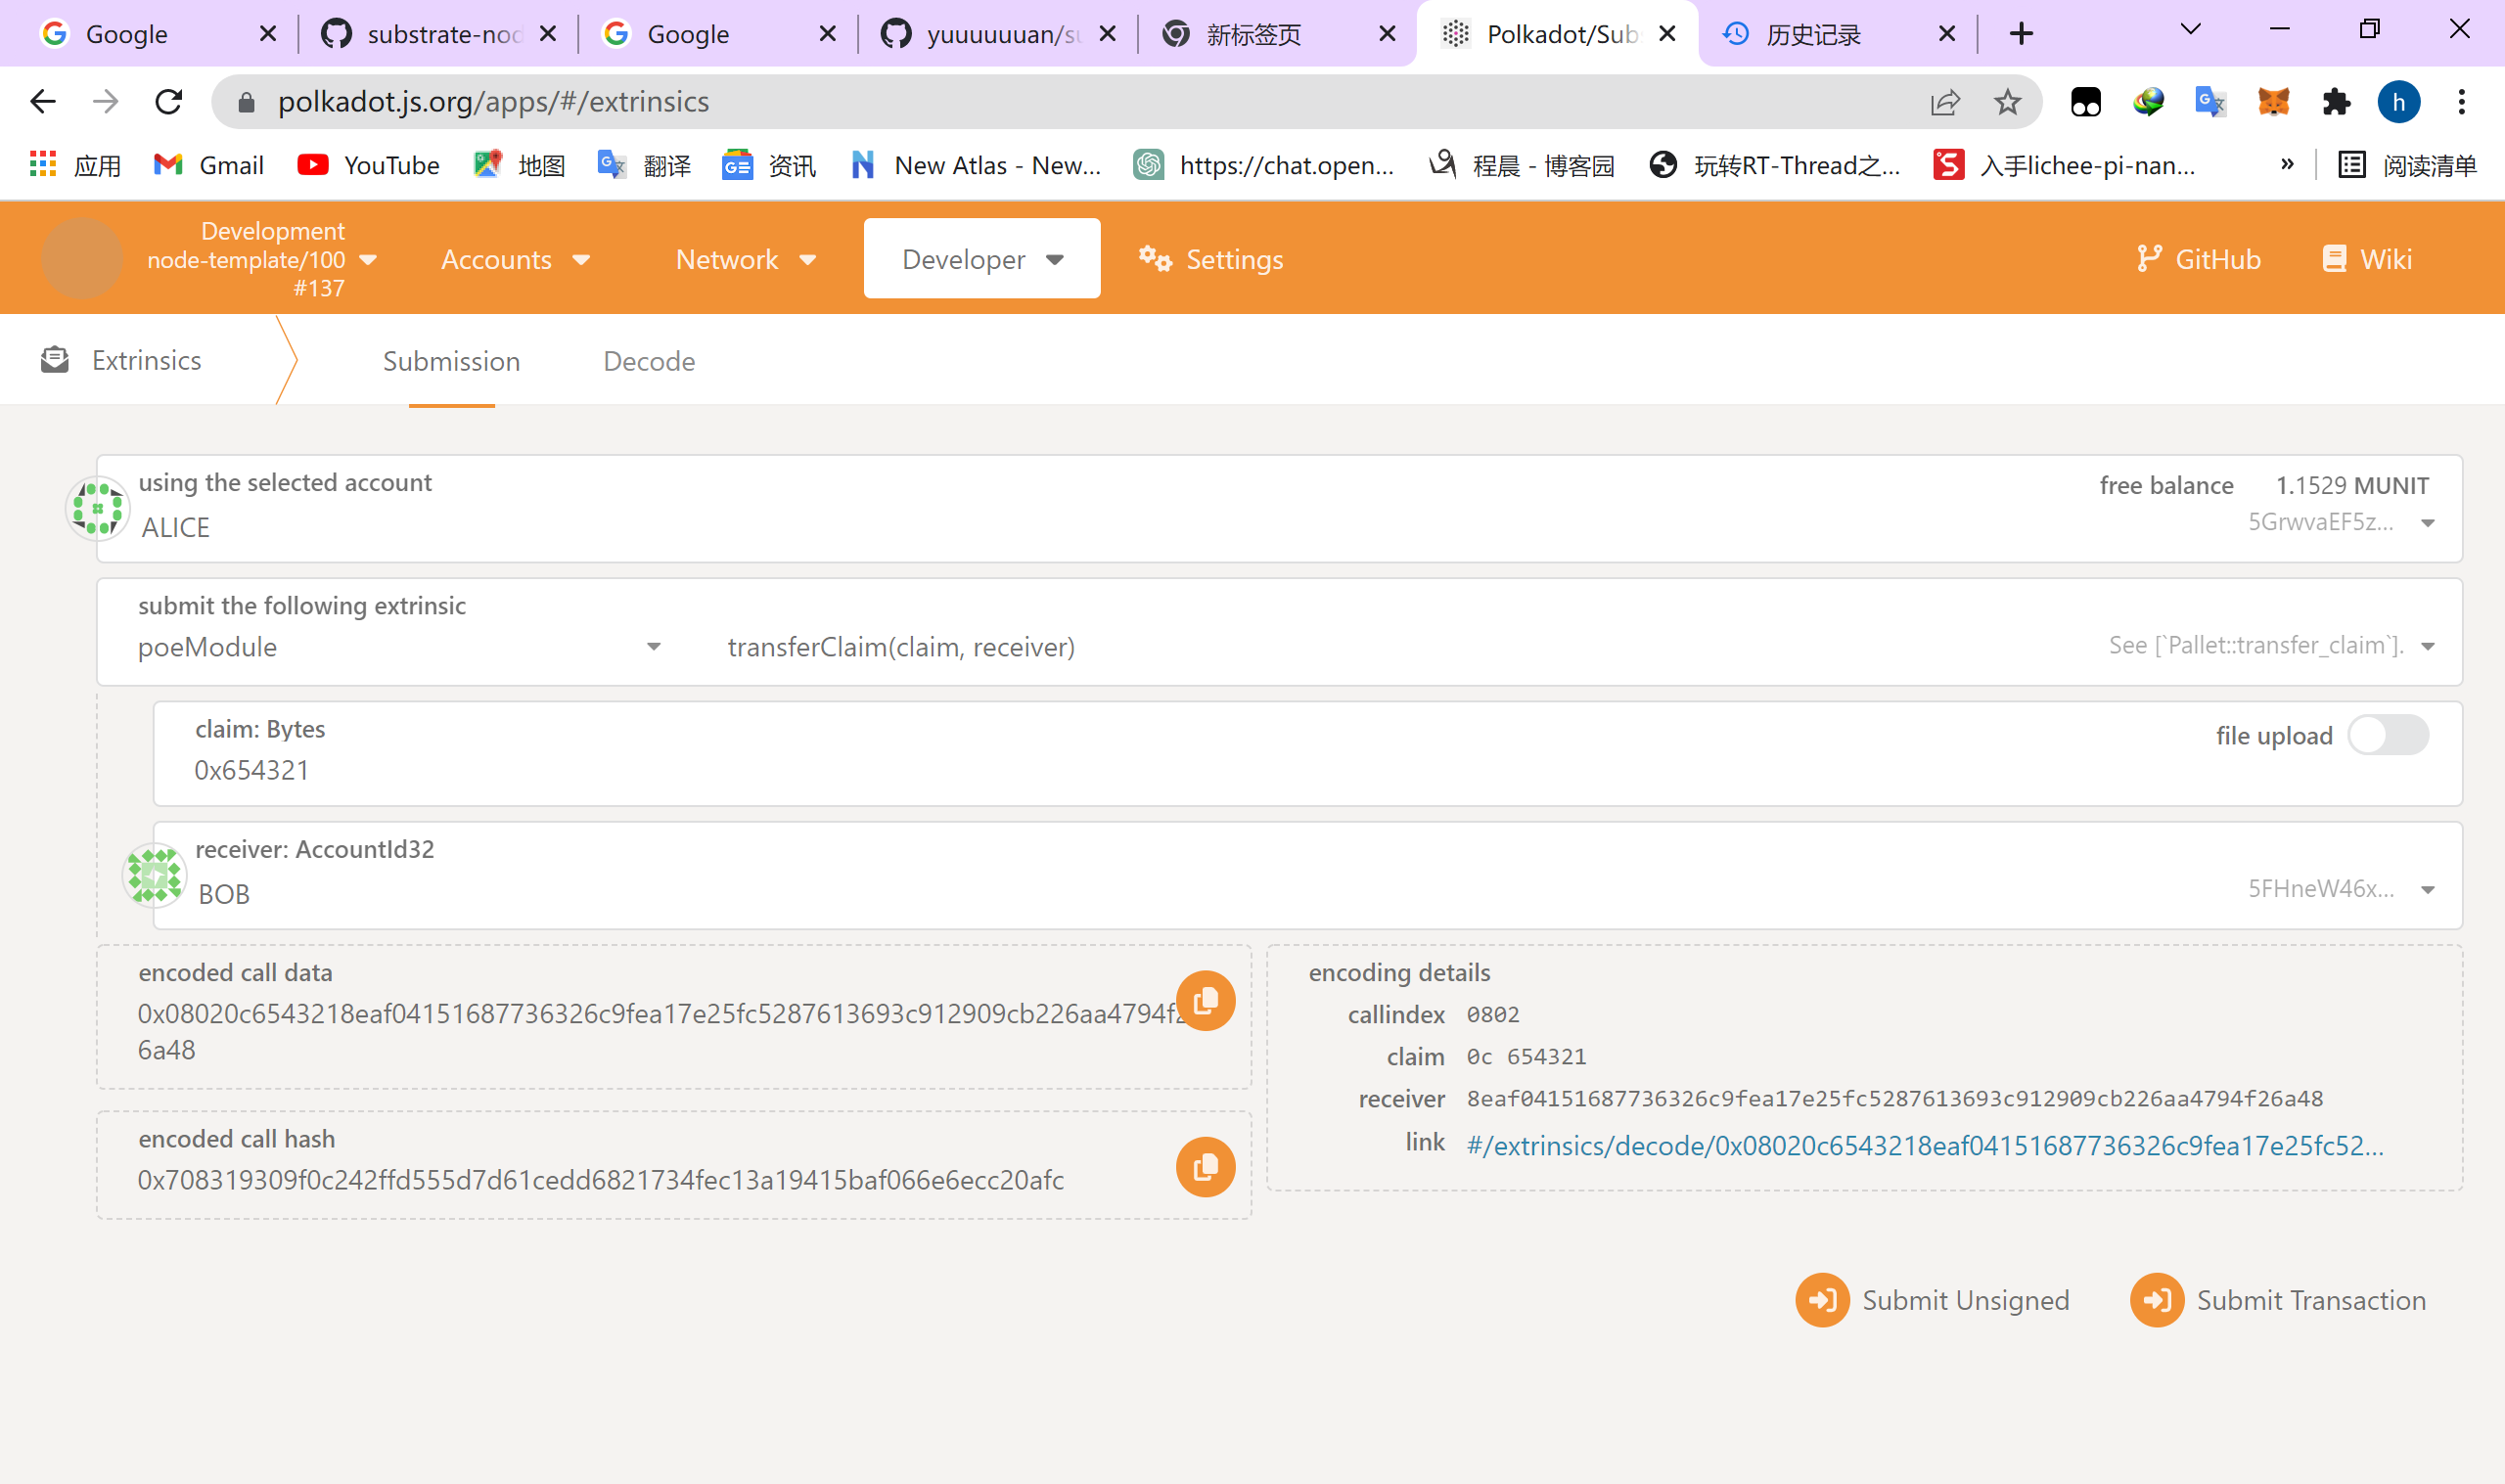 Google
substrate-nod
Google
yuuuuuuan/su
新标签页
Polkadot/Sub
历史记录
polkadot.js.org/apps/#/extrinsics
h
应用
Gmail
YouTube
地图
翻译
资讯
New Atlas - New...
https://chat.open...
程晨 - 博客园
玩转RT-Thread之...
入手lichee-pi-nan...
»
阅读清单
Development
node-template/100
#137
Accounts
Network
Developer
Settings
GitHub
Wiki
Extrinsics
Submission
Decode
using the selected account
ALICE
free balance 1.1529 MUNIT
5GrwvaEF5z...
submit the following extrinsic
poeModule
transferClaim(claim, receiver)
See [`Pallet::transfer_claim`].
claim: Bytes
0x654321
file upload
receiver: AccountId32
BOB
5FHneW46x...
encoded call data
0x08020c6543218eaf04151687736326c9fea17e25fc5287613693c912909cb226aa4794f2
6a48
encoded call hash
0x708319309f0c242ffd555d7d61cedd6821734fec13a19415baf066e6ecc20afc
encoding details
callindex 0802
claim 0c 654321
receiver 8eaf04151687736326c9fea17e25fc5287613693c912909cb226aa4794f26a48
link #/extrinsics/decode/0x08020c6543218eaf04151687736326c9fea17e25fc52...
Submit Unsigned
Submit Transaction